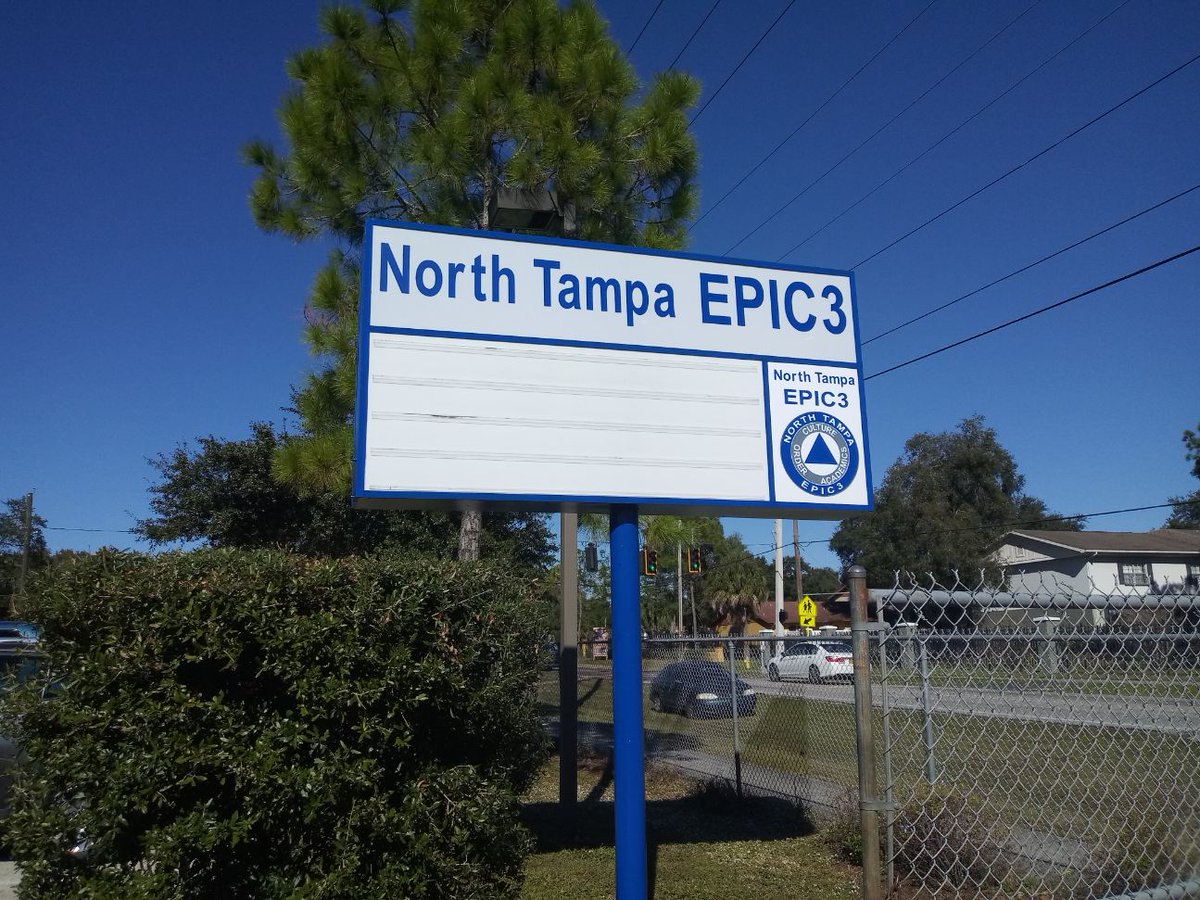 North Tampa EPIC3
North Tampa
EPIC3
NORTH TAMPA
CULTURE
ORDER
ACADEMICS
EPIC3